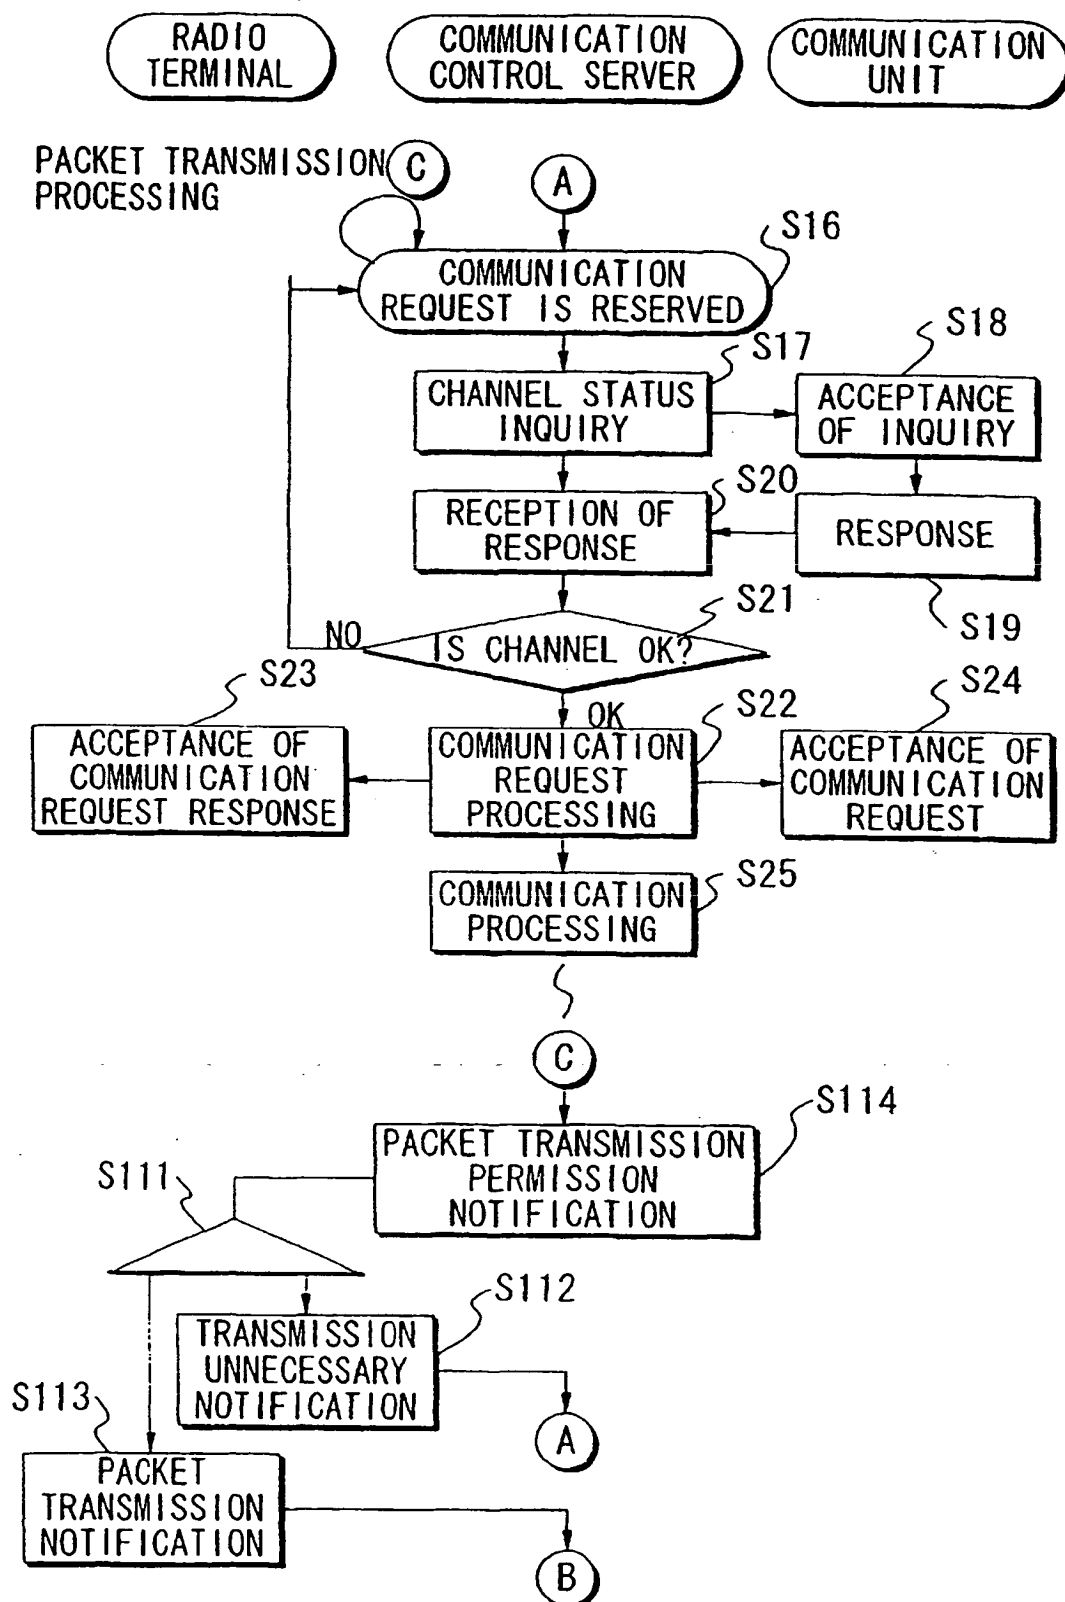 RADIO
TERMINAL
COMMUNICATION
CONTROL SERVER
COMMUNICATION
UNIT
PACKET TRANSMISSION
PROCESSING
C
A
COMMUNICATION
REQUEST IS RESERVED
S16
CHANNEL STATUS
INQUIRY
S17
ACCEPTANCE
OF INQUIRY
S18
RECEPTION OF
RESPONSE
S20
RESPONSE
S19
IS CHANNEL OK?
S21
NO
OK
S23
ACCEPTANCE OF
COMMUNICATION
REQUEST RESPONSE
COMMUNICATION
REQUEST
PROCESSING
S22
ACCEPTANCE OF
COMMUNICATION
REQUEST
S24
COMMUNICATION
PROCESSING
S25
C
PACKET TRANSMISSION
PERMISSION
NOTIFICATION
S114
S111
TRANSMISSION
UNNECESSARY
NOTIFICATION
S112
A
S113
PACKET
TRANSMISSION
NOTIFICATION
B